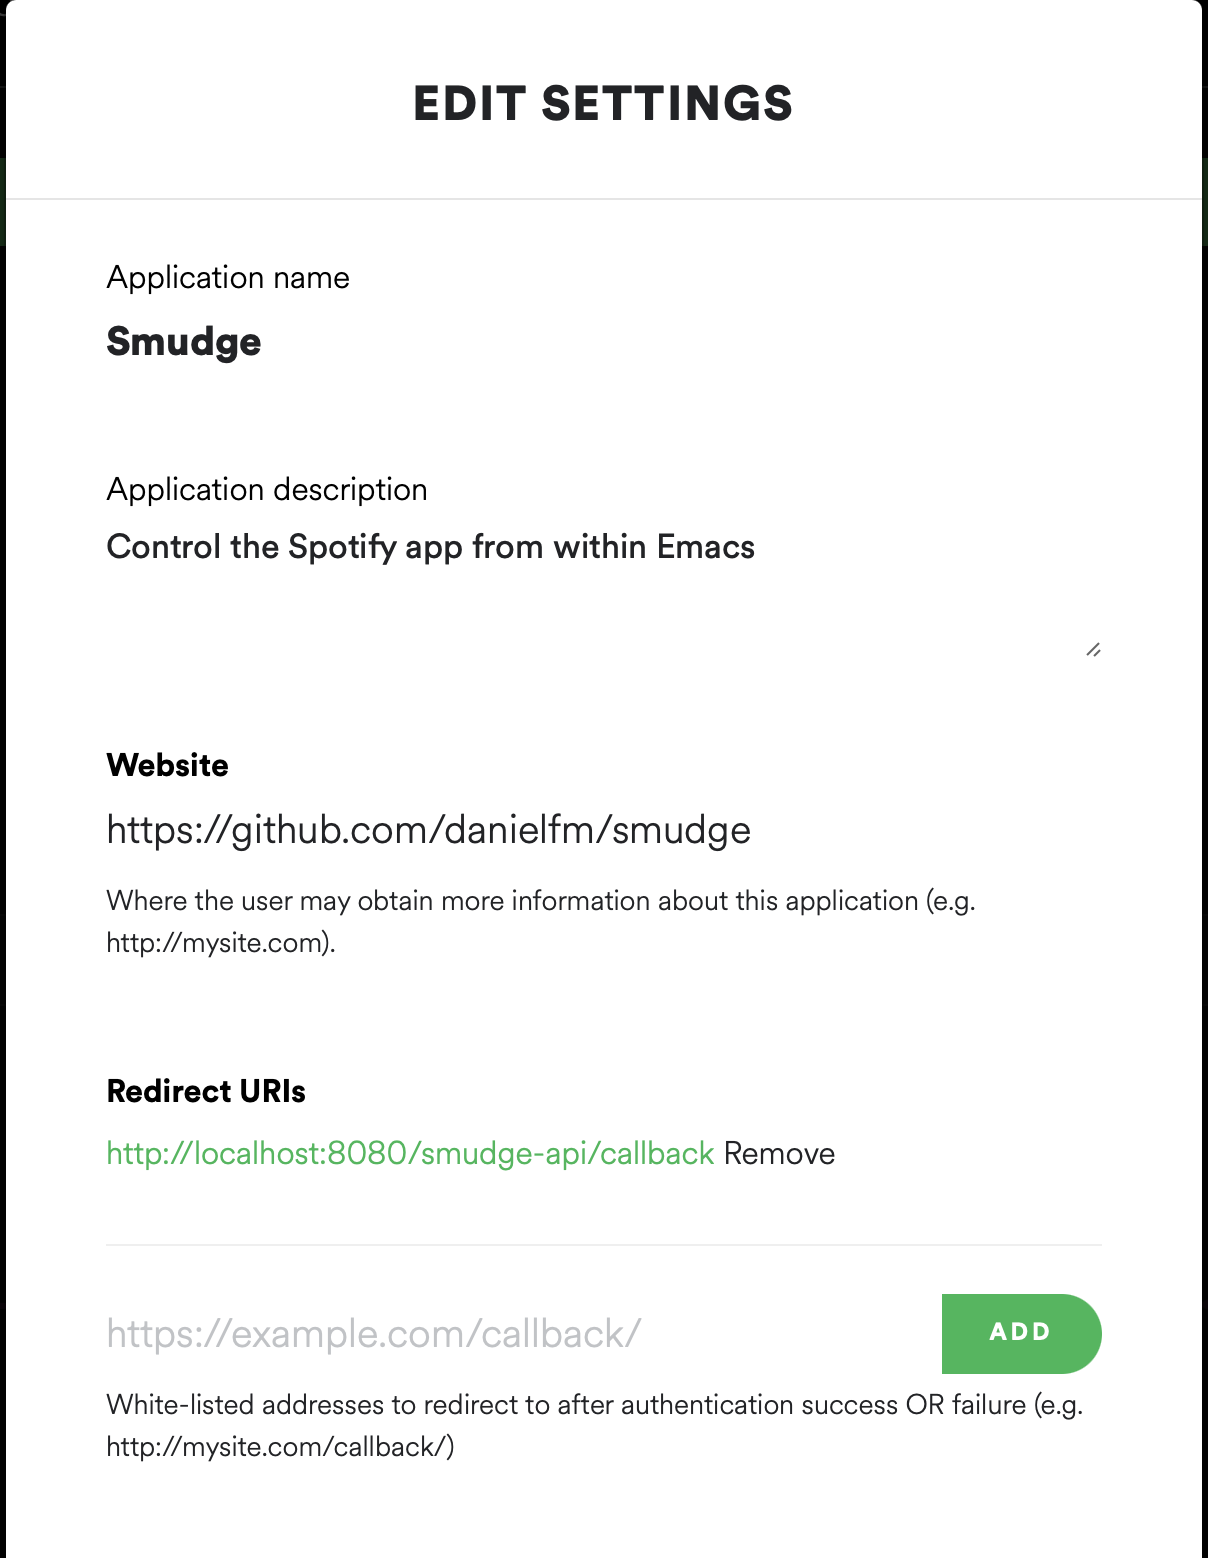 EDIT SETTINGS
Application name
Smudge
Application description
Control the Spotify app from within Emacs
Website
https://github.com/danielfm/smudge
Where the user may obtain more information about this application (e.g.
http://mysite.com).
Redirect URIs
http://localhost:8080/smudge-api/callback Remove
https://example.com/callback/
ADD
White-listed addresses to redirect to after authentication success OR failure (e.g.
http://mysite.com/callback/)